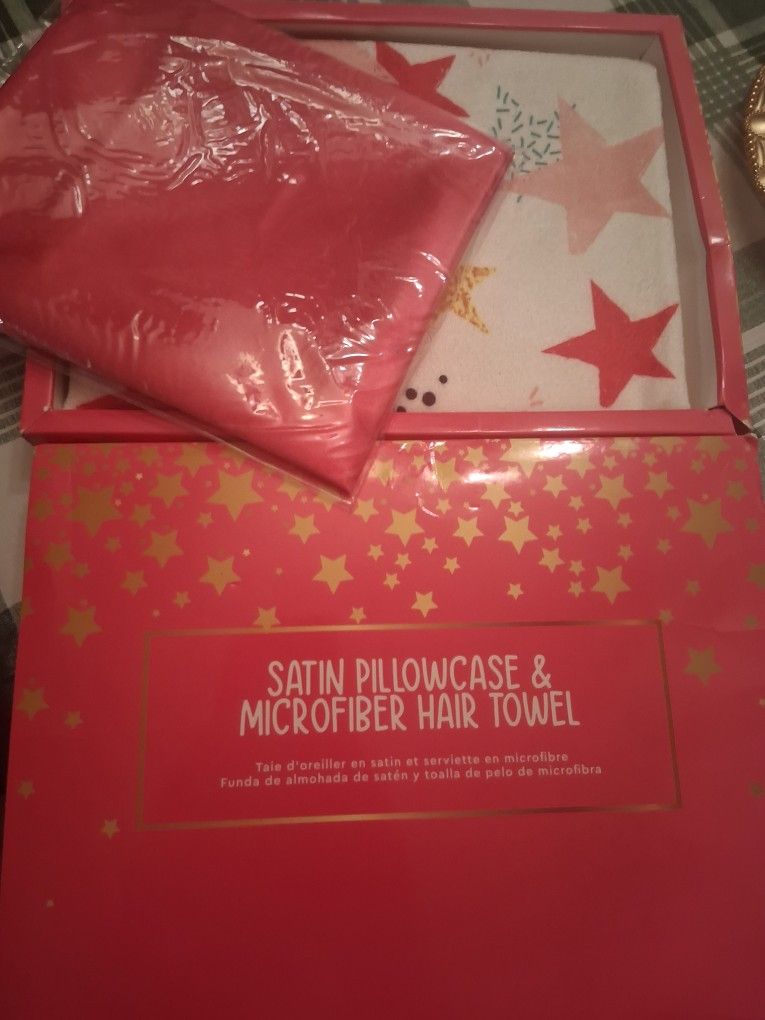 SATIN PILLOWCASE &
MICROFIBER HAIR TOWEL
Taie d'oreiller en satin et serviette en microfibre
Funda de almohada de satén y toalla de pelo de microfibra